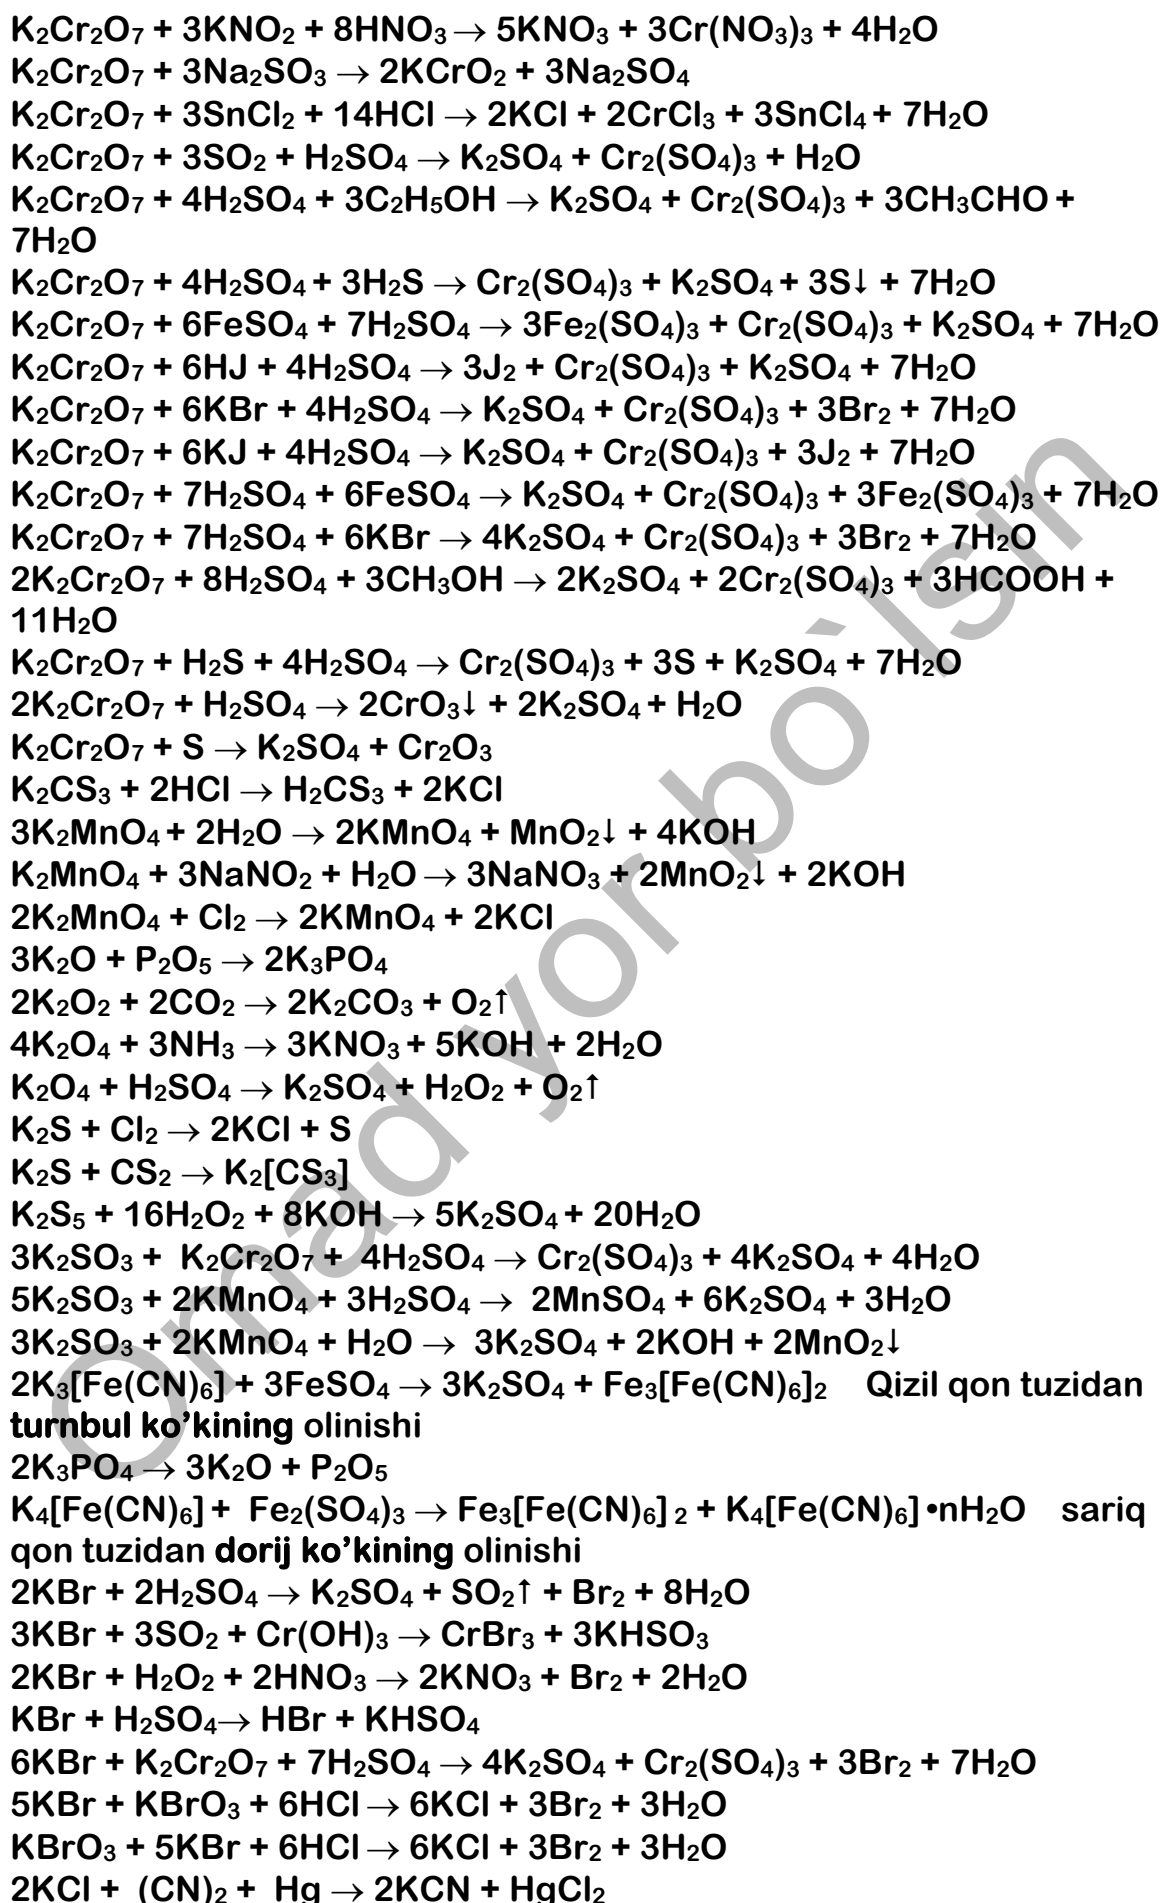 K₂Cr₂O₇ + 3KNO₂ + 8HNO₃ → 5KNO₃ + 3Cr(NO₃)₃ + 4H₂O
K₂Cr₂O₇ + 3Na₂SO₃ → 2KCrO₂ + 3Na₂SO₄
K₂Cr₂O₇ + 3SnCl₂ + 14HCl → 2KCl + 2CrCl₃ + 3SnCl₄ + 7H₂O
K₂Cr₂O₇ + 3SO₂ + H₂SO₄ → K₂SO₄ + Cr₂(SO₄)₃ + H₂O
K₂Cr₂O₇ + 4H₂SO₄ + 3C₂H₅OH → K₂SO₄ + Cr₂(SO₄)₃ + 3CH₃CHO +
7H₂O
K₂Cr₂O₇ + 4H₂SO₄ + 3H₂S → Cr₂(SO₄)₃ + K₂SO₄ + 3S↓ + 7H₂O
K₂Cr₂O₇ + 6FeSO₄ + 7H₂SO₄ → 3Fe₂(SO₄)₃ + Cr₂(SO₄)₃ + K₂SO₄ + 7H₂O
K₂Cr₂O₇ + 6HJ + 4H₂SO₄ → 3J₂ + Cr₂(SO₄)₃ + K₂SO₄ + 7H₂O
K₂Cr₂O₇ + 6KBr + 4H₂SO₄ → K₂SO₄ + Cr₂(SO₄)₃ + 3Br₂ + 7H₂O
K₂Cr₂O₇ + 6KJ + 4H₂SO₄ → K₂SO₄ + Cr₂(SO₄)₃ + 3J₂ + 7H₂O
K₂Cr₂O₇ + 7H₂SO₄ + 6FeSO₄ → K₂SO₄ + Cr₂(SO₄)₃ + 3Fe₂(SO₄)₃ + 7H₂O
K₂Cr₂O₇ + 7H₂SO₄ + 6KBr → 4K₂SO₄ + Cr₂(SO₄)₃ + 3Br₂ + 7H₂O
2K₂Cr₂O₇ + 8H₂SO₄ + 3CH₃OH → 2K₂SO₄ + 2Cr₂(SO₄)₃ + 3HCOOH +
11H₂O
K₂Cr₂O₇ + H₂S + 4H₂SO₄ → Cr₂(SO₄)₃ + 3S + K₂SO₄ + 7H₂O
2K₂Cr₂O₇ + H₂SO₄ → 2CrO₃↓ + 2K₂SO₄ + H₂O
K₂Cr₂O₇ + S → K₂SO₄ + Cr₂O₃
K₂CS₃ + 2HCl → H₂CS₃ + 2KCl
3K₂MnO₄ + 2H₂O → 2KMnO₄ + MnO₂↓ + 4KOH
K₂MnO₄ + 3NaNO₂ + H₂O → 3NaNO₃ + 2MnO₂↓ + 2KOH
2K₂MnO₄ + Cl₂ → 2KMnO₄ + 2KCl
3K₂O + P₂O₅ → 2K₃PO₄
2K₂O₂ + 2CO₂ → 2K₂CO₃ + O₂↑
4K₂O₄ + 3NH₃ → 3KNO₃ + 5KOH + 2H₂O
K₂O₄ + H₂SO₄ → K₂SO₄ + H₂O₂ + O₂↑
K₂S + Cl₂ → 2KCl + S
K₂S + CS₂ → K₂[CS₃]
K₂S₅ + 16H₂O₂ + 8KOH → 5K₂SO₄ + 20H₂O
3K₂SO₃ + K₂Cr₂O₇ + 4H₂SO₄ → Cr₂(SO₄)₃ + 4K₂SO₄ + 4H₂O
5K₂SO₃ + 2KMnO₄ + 3H₂SO₄ → 2MnSO₄ + 6K₂SO₄ + 3H₂O
3K₂SO₃ + 2KMnO₄ + H₂O → 3K₂SO₄ + 2KOH + 2MnO₂↓
2K₃[Fe(CN)₆] + 3FeSO₄ → 3K₂SO₄ + Fe₃[Fe(CN)₆]₂ Qizil qon tuzidan
turnbul ko’kining olinishi
2K₃PO₄ → 3K₂O + P₂O₅
K₄[Fe(CN)₆] + Fe₂(SO₄)₃ → Fe₃[Fe(CN)₆] ₂ + K₄[Fe(CN)₆] •nH₂O sariq
qon tuzidan dorij ko’kining olinishi
2KBr + 2H₂SO₄ → K₂SO₄ + SO₂↑ + Br₂ + 8H₂O
3KBr + 3SO₂ + Cr(OH)₃ → CrBr₃ + 3KHSO₃
2KBr + H₂O₂ + 2HNO₃ → 2KNO₃ + Br₂ + 2H₂O
KBr + H₂SO₄→ HBr + KHSO₄
6KBr + K₂Cr₂O₇ + 7H₂SO₄ → 4K₂SO₄ + Cr₂(SO₄)₃ + 3Br₂ + 7H₂O
5KBr + KBrO₃ + 6HCl → 6KCl + 3Br₂ + 3H₂O
KBrO₃ + 5KBr + 6HCl → 6KCl + 3Br₂ + 3H₂O
2KCl + (CN)₂ + Hg → 2KCN + HgCl₂
Omad yor bo`lsin